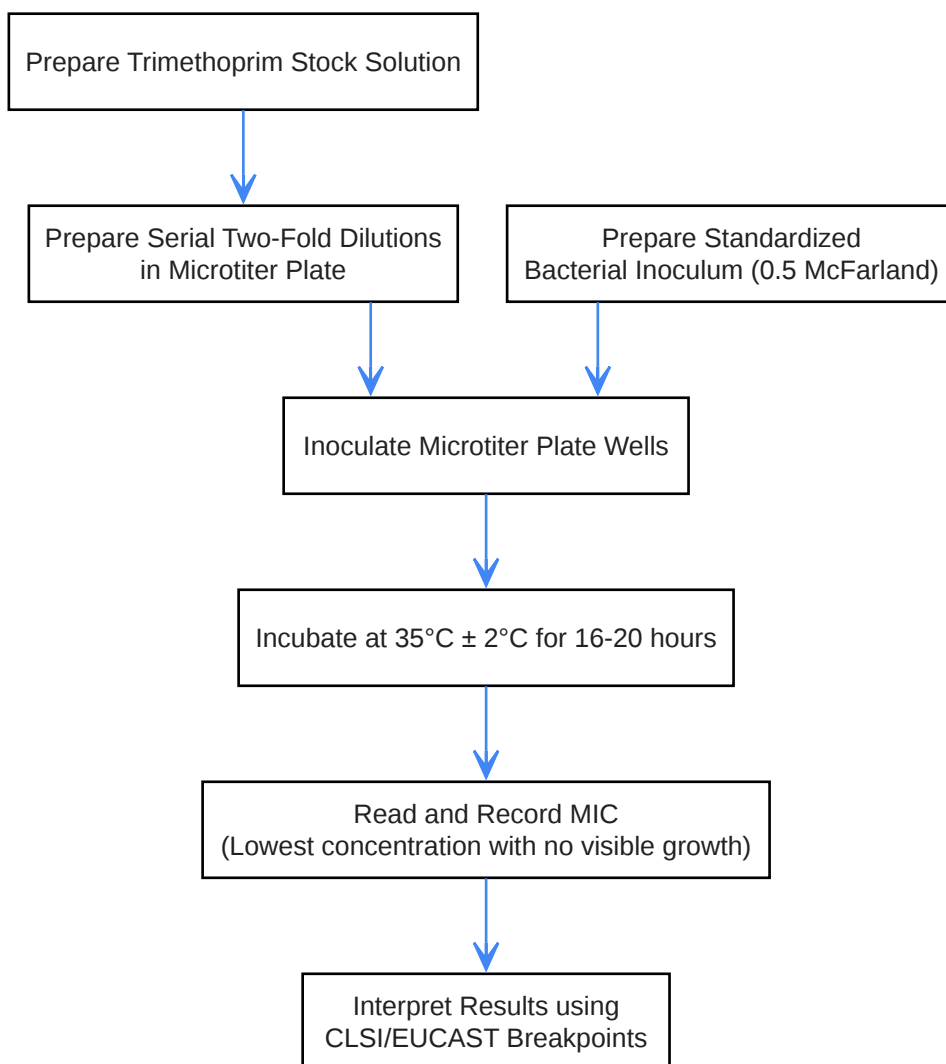 Prepare Trimethoprim Stock Solution
Prepare Serial Two-Fold Dilutions
in Microtiter Plate
Prepare Standardized
Bacterial Inoculum (0.5 McFarland)
Inoculate Microtiter Plate Wells
Incubate at 35°C ± 2°C for 16-20 hours
Read and Record MIC
(Lowest concentration with no visible growth)
Interpret Results using
CLSI/EUCAST Breakpoints